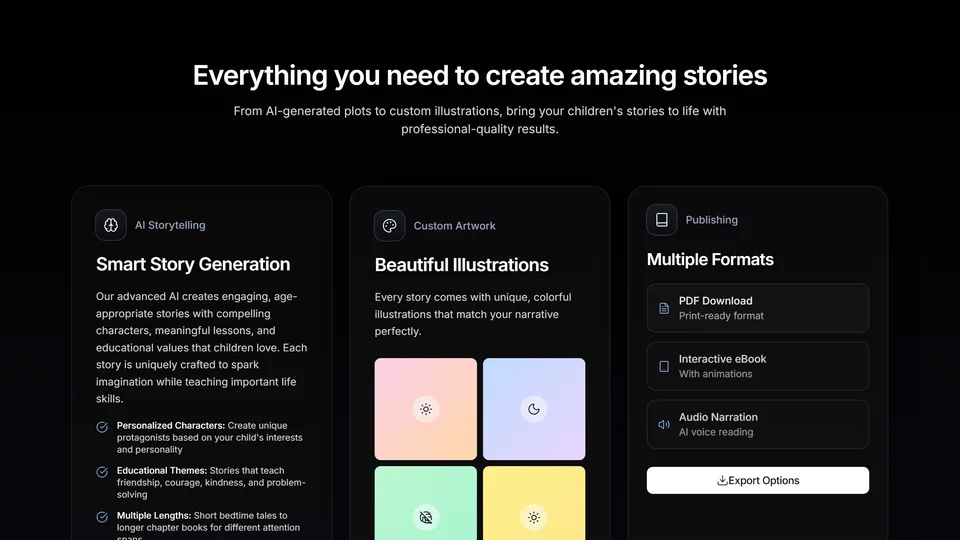 Everything you need to create amazing stories
From AI-generated plots to custom illustrations, bring your children's stories to life with
professional-quality results.
AI Storytelling
Smart Story Generation
Our advanced AI creates engaging, age-
appropriate stories with compelling
characters, meaningful lessons, and
educational values that children love. Each
story is uniquely crafted to spark
imagination while teaching important life
skills.
Personalized Characters: Create unique
protagonists based on your child's interests
and personality
Educational Themes: Stories that teach
friendship, courage, kindness, and problem-
solving
Multiple Lengths: Short bedtime tales to
longer chapter books for different attention
spans
Custom Artwork
Beautiful Illustrations
Every story comes with unique, colorful
illustrations that match your narrative
perfectly.
Publishing
Multiple Formats
PDF Download
Print-ready format
Interactive eBook
With animations
Audio Narration
AI voice reading
Export Options